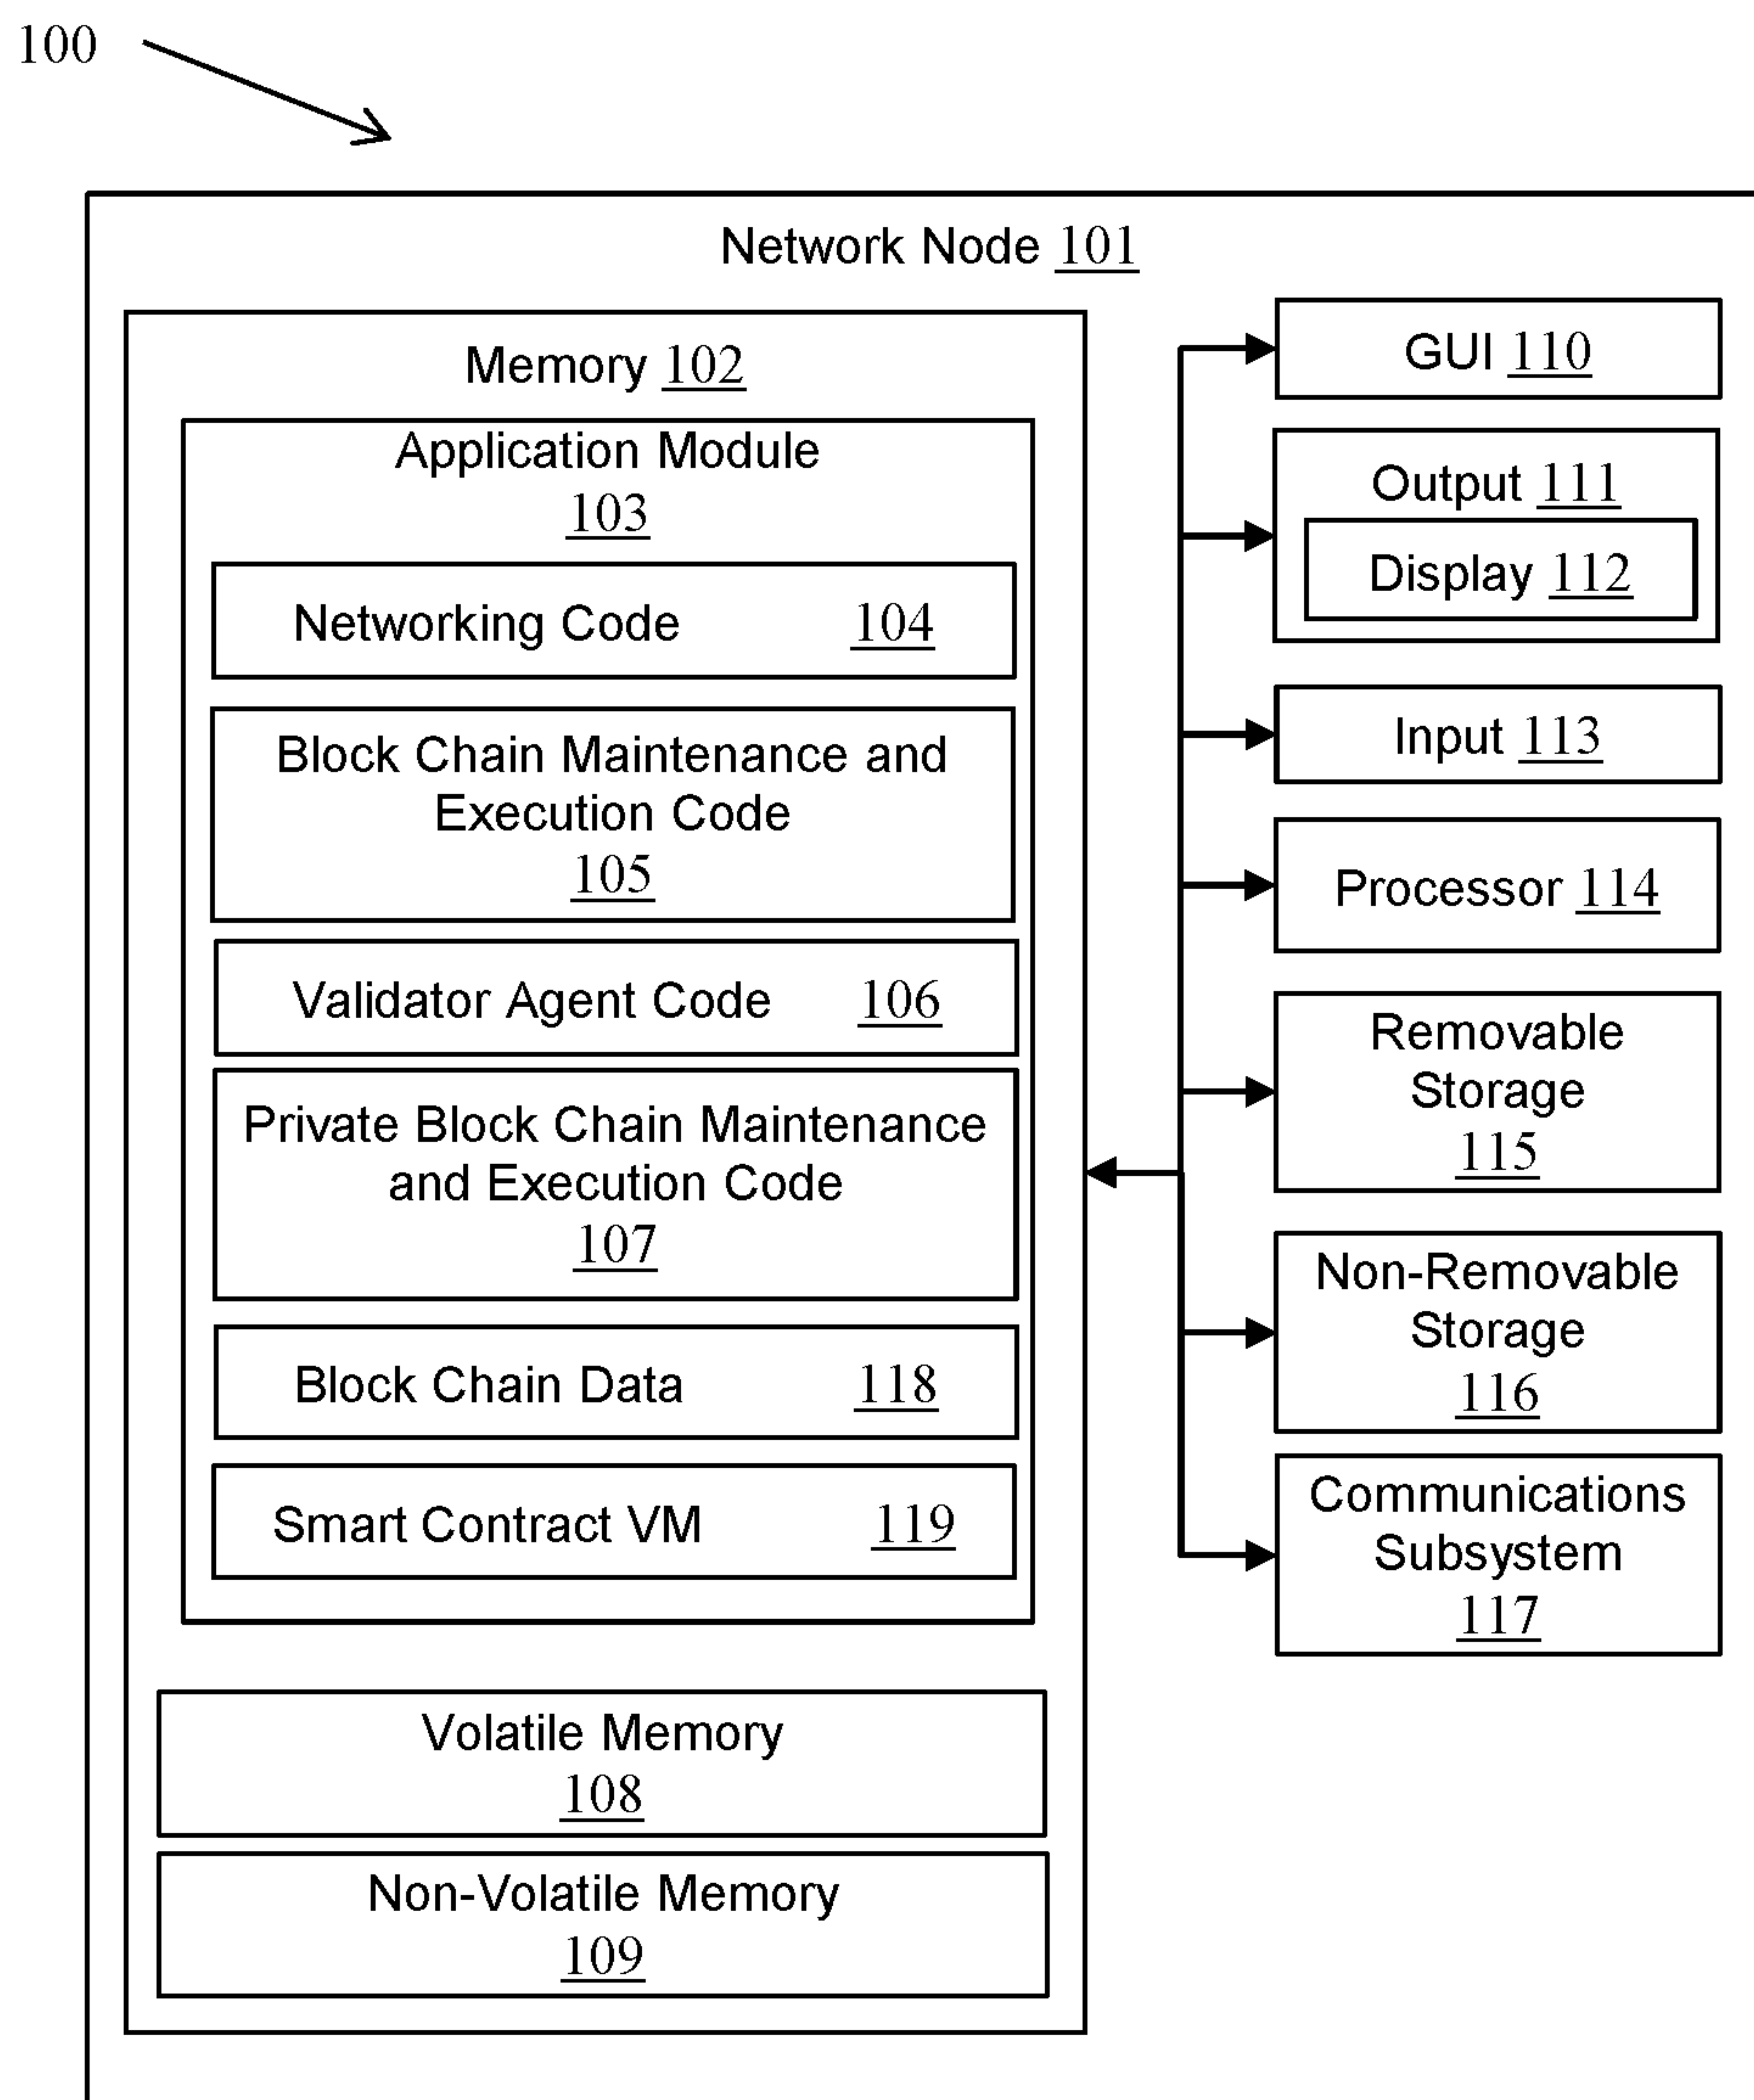 100
Network Node 101
Memory 102
Application Module
103
Networking Code 104
Block Chain Maintenance and
Execution Code
105
Validator Agent Code 106
Private Block Chain Maintenance
and Execution Code
107
Block Chain Data 118
Smart Contract VM 119
Volatile Memory
108
Non-Volatile Memory
109
GUI 110
Output 111
Display 112
Input 113
Processor 114
Removable
Storage
115
Non-Removable
Storage
116
Communications
Subsystem
117